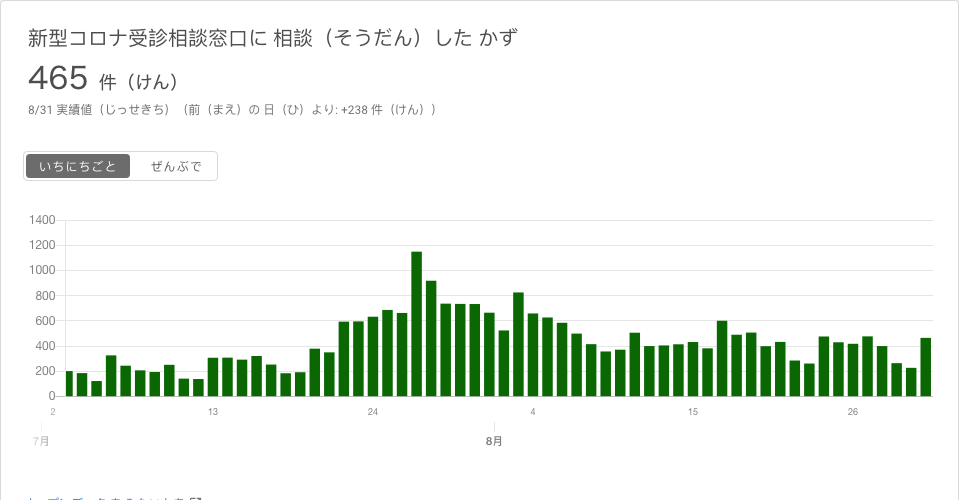 新型コロナ受診相談窓口に 相談（そうだん）した かず
465 件（けん）
8/31 実績値（じっせきち）（前（まえ）の 日（ひ）より: +238 件（けん））
いちにちごと ぜんぶで
1400
1200
1000
800
600
400
200
0
2 13 24 4 15 26
7月 8月